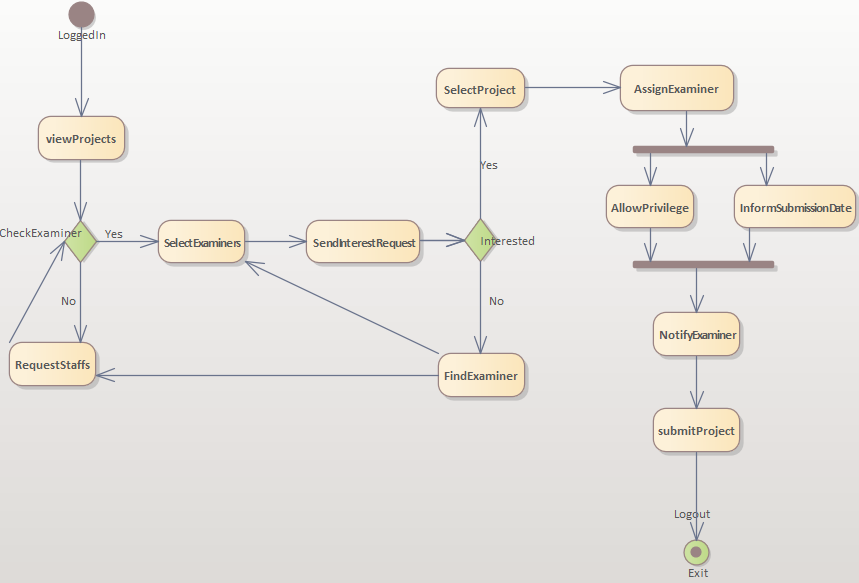 LoggedIn
viewProjects
CheckExaminer
Yes
No
RequestStaffs
SelectExaminers
SendInterestRequest
Interested
Yes
No
FindExaminer
SelectProject
AssignExaminer
AllowPrivilege
InformSubmissionDate
NotifyExaminer
submitProject
Logout
Exit